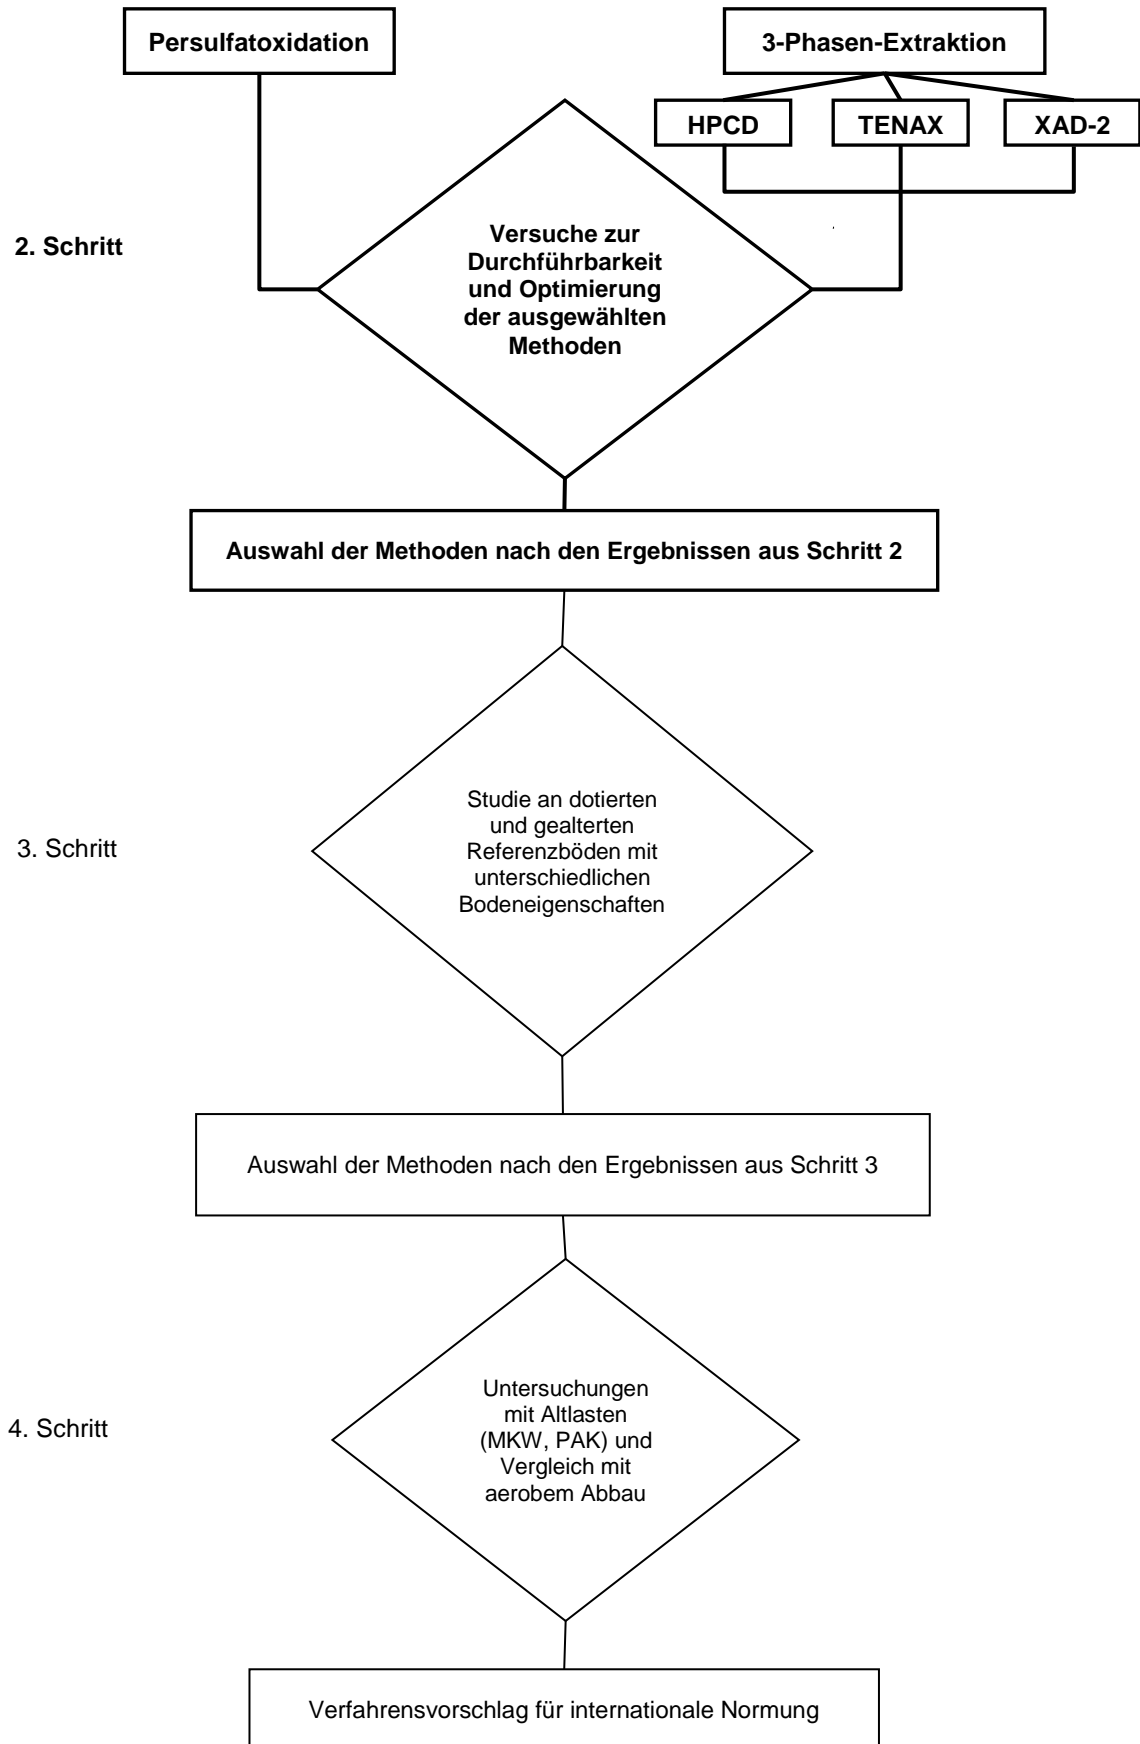 Persulfatoxidation
3-Phasen-Extraktion
HPCD
TENAX
XAD-2
2. Schritt
Versuche zur
Durchführbarkeit
und Optimierung
der ausgewählten
Methoden
Auswahl der Methoden nach den Ergebnissen aus Schritt 2
3. Schritt
Studie an dotierten
und gealterten
Referenzböden mit
unterschiedlichen
Bodeneigenschaften
Auswahl der Methoden nach den Ergebnissen aus Schritt 3
4. Schritt
Untersuchungen
mit Altlasten
(MKW, PAK) und
Vergleich mit
aerobem Abbau
Verfahrensvorschlag für internationale Normung